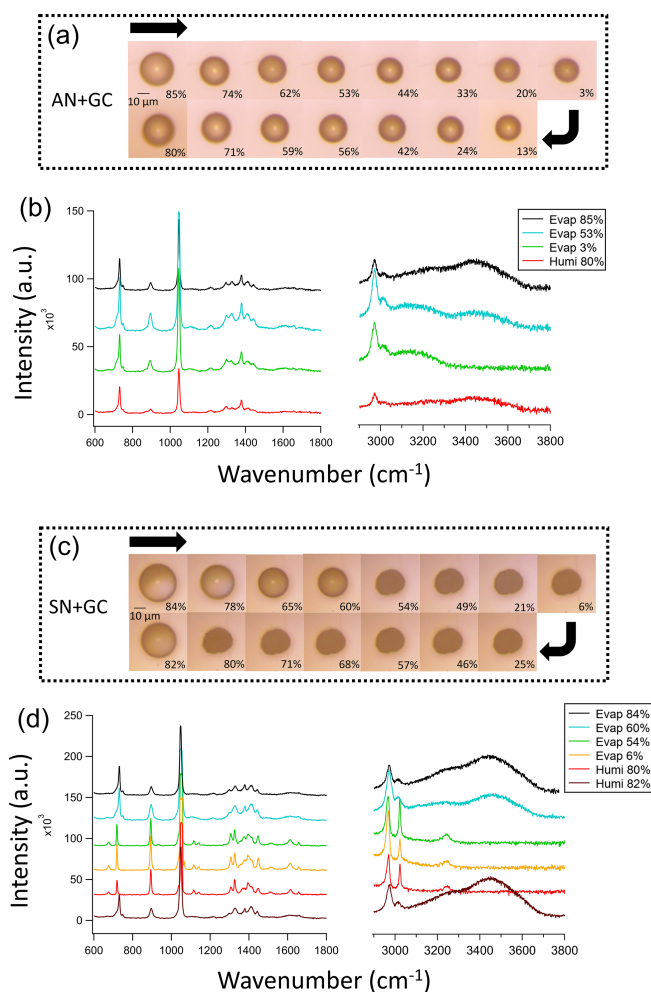 (a)
AN+GC
85% 74% 62% 53% 44% 33% 20% 3%
10 µm
80% 71% 59% 56% 42% 24% 13%
(b)
Intensity (a.u.)
x10³
150
100
50
0
Evap 85%
Evap 53%
Evap 3%
Humi 80%
600 800 1000 1200 1400 1600 1800
3000 3200 3400 3600 3800
Wavenumber (cm⁻¹)
(c)
SN+GC
84% 78% 65% 60% 54% 49% 21% 6%
10 µm
82% 80% 71% 68% 57% 46% 25%
(d)
Intensity (a.u.)
x10³
250
200
150
100
50
0
Evap 84%
Evap 60%
Evap 54%
Evap 6%
Humi 80%
Humi 82%
600 800 1000 1200 1400 1600 1800
3000 3200 3400 3600 3800
Wavenumber (cm⁻¹)